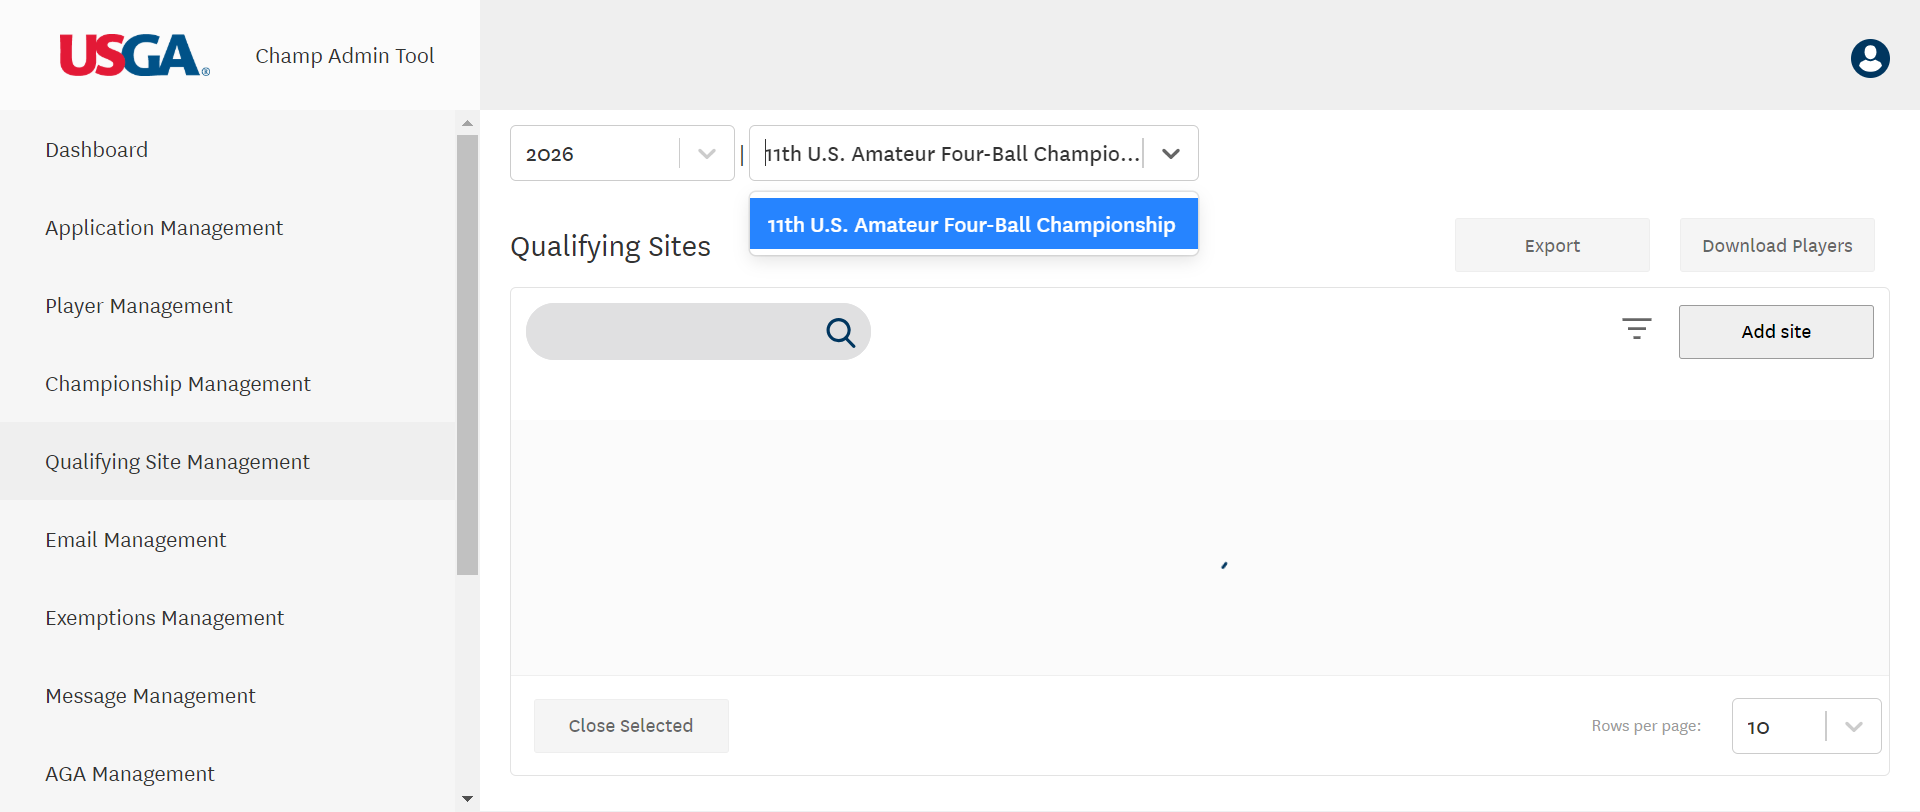 USGA®
Champ Admin Tool
Dashboard
Application Management
Player Management
Championship Management
Qualifying Site Management
Email Management
Exemptions Management
Message Management
AGA Management
2026
|
11th U.S. Amateur Four-Ball Champio...
11th U.S. Amateur Four-Ball Championship
Qualifying Sites
Export
Download Players
Add site
Close Selected
Rows per page:
10